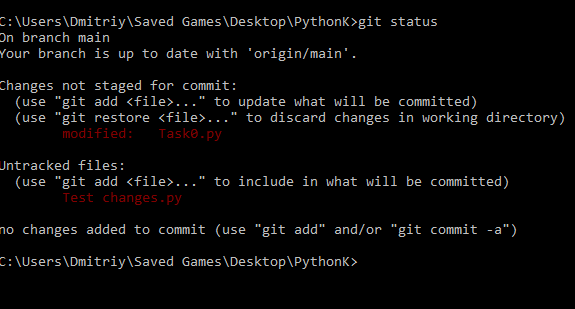 C:\Users\Dmitriy\Saved Games\Desktop\PythonK>git status
On branch main
Your branch is up to date with 'origin/main'.
Changes not staged for commit:
(use "git add <file>..." to update what will be committed)
(use "git restore <file>..." to discard changes in working directory)
modified: Task0.py
Untracked files:
(use "git add <file>..." to include in what will be committed)
Test changes.py
no changes added to commit (use "git add" and/or "git commit -a")
C:\Users\Dmitriy\Saved Games\Desktop\PythonK>